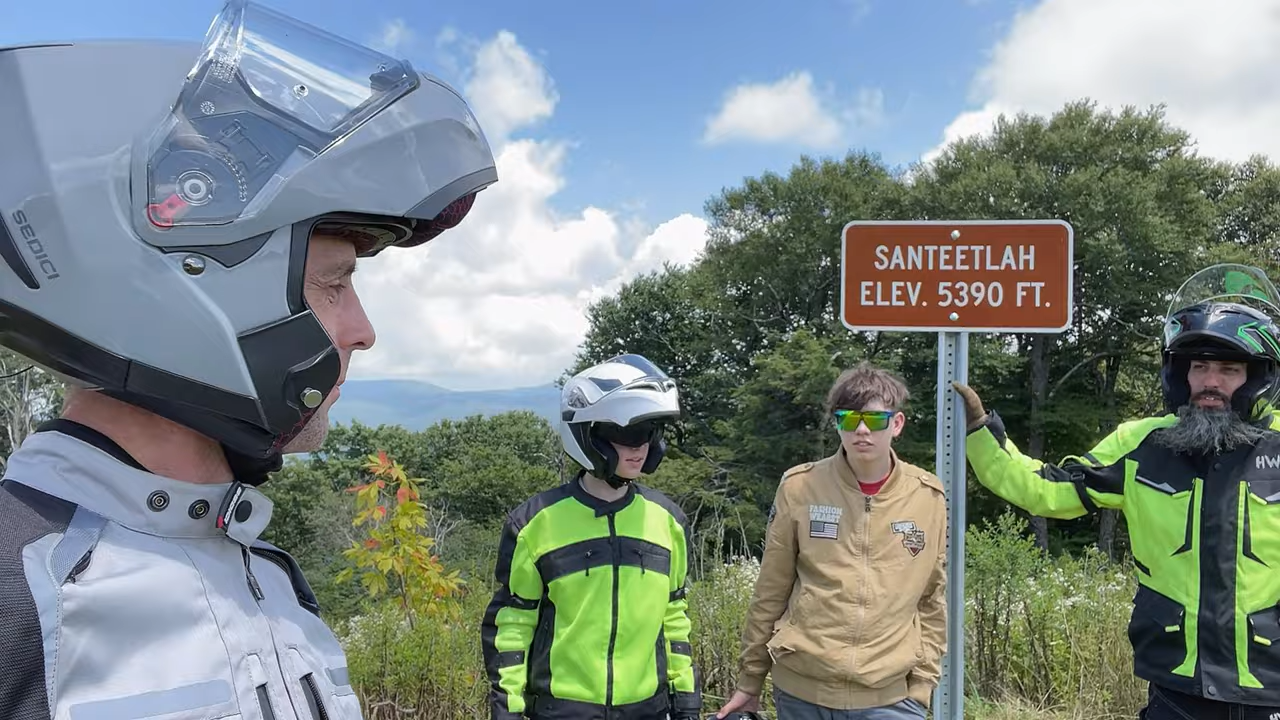 SEDICI
SANTEETLAH
ELEV. 5390 FT.
FASHION
HW